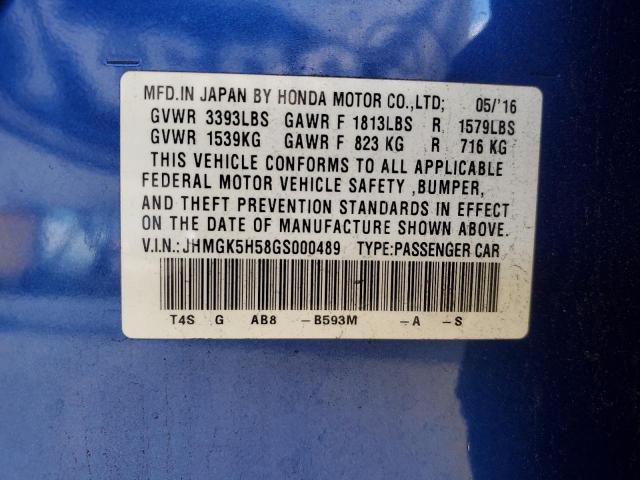 MFD.IN JAPAN BY HONDA MOTOR CO.,LTD; 05/'16
GVWR 3393LBS GAWR F 1813LBS R 1579LBS
GVWR 1539KG GAWR F 823 KG R 716 KG
THIS VEHICLE CONFORMS TO ALL APPLICABLE
FEDERAL MOTOR VEHICLE SAFETY ,BUMPER,
AND THEFT PREVENTION STANDARDS IN EFFECT
ON THE DATE OF MANUFACTURE SHOWN ABOVE.
V.I.N.: JHMGK5H58GS000489 TYPE:PASSENGER CAR
T4S G AB8 -B593M -A -S